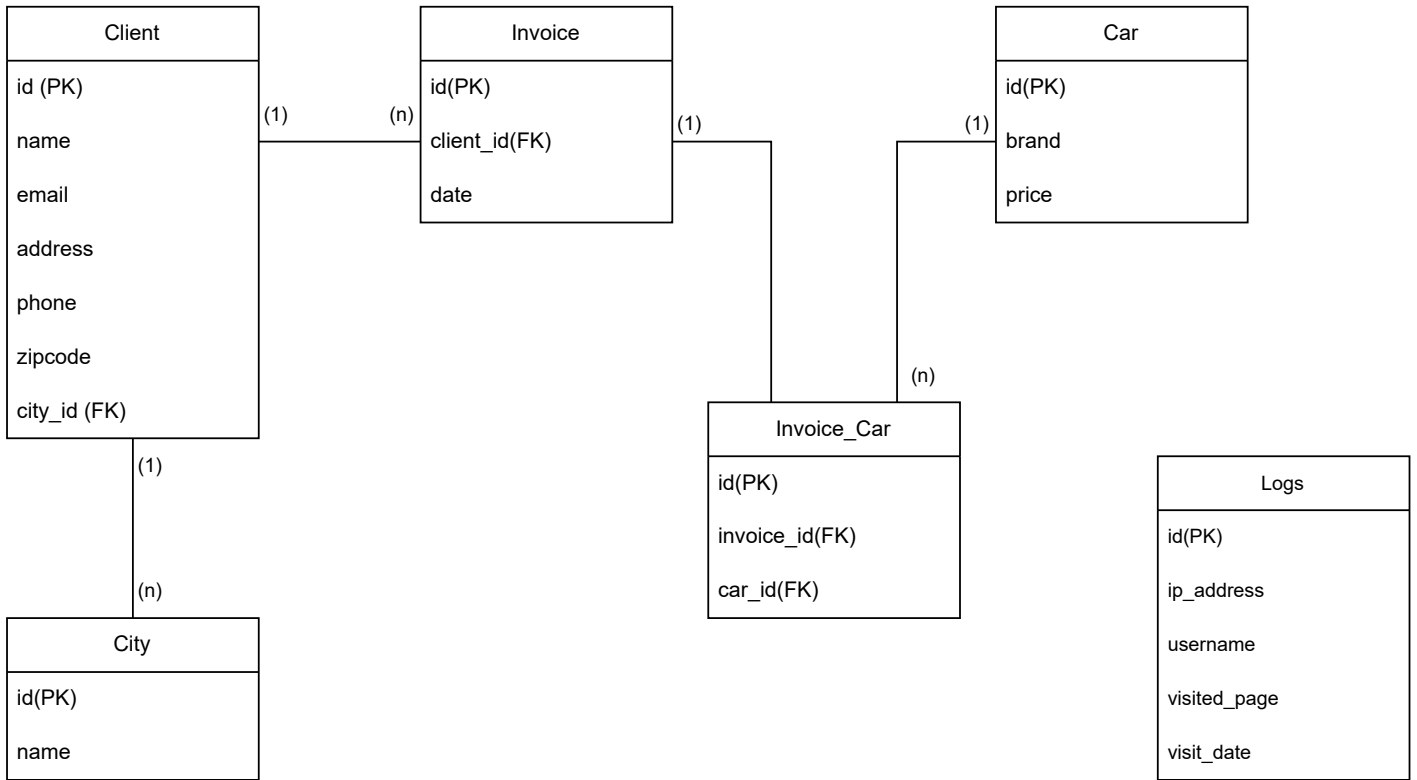 Client
id (PK)
name
email
address
phone
zipcode
city_id (FK)
(1)
(n)
Invoice
id(PK)
client_id(FK)
date
(1)
(1)
Car
id(PK)
brand
price
(n)
Invoice_Car
id(PK)
invoice_id(FK)
car_id(FK)
(1)
(n)
City
id(PK)
name
Logs
id(PK)
ip_address
username
visited_page
visit_date